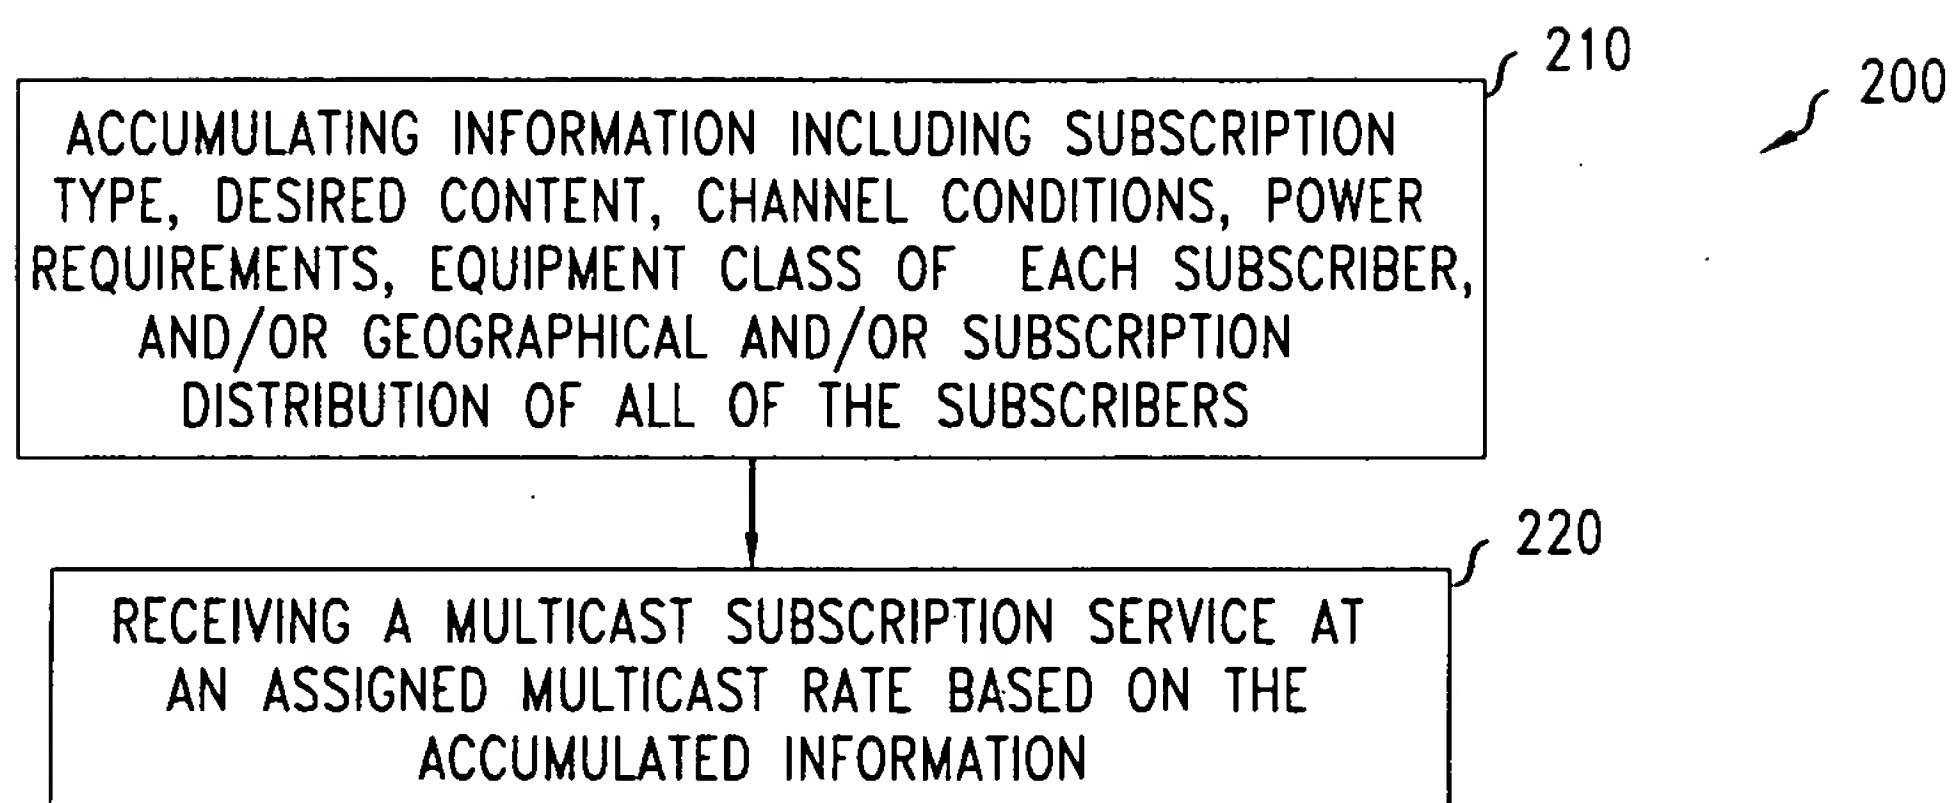 210
200
ACCUMULATING INFORMATION INCLUDING SUBSCRIPTION
TYPE, DESIRED CONTENT, CHANNEL CONDITIONS, POWER
REQUIREMENTS, EQUIPMENT CLASS OF EACH SUBSCRIBER,
AND/OR GEOGRAPHICAL AND/OR SUBSCRIPTION
DISTRIBUTION OF ALL OF THE SUBSCRIBERS
220
RECEIVING A MULTICAST SUBSCRIPTION SERVICE AT
AN ASSIGNED MULTICAST RATE BASED ON THE
ACCUMULATED INFORMATION